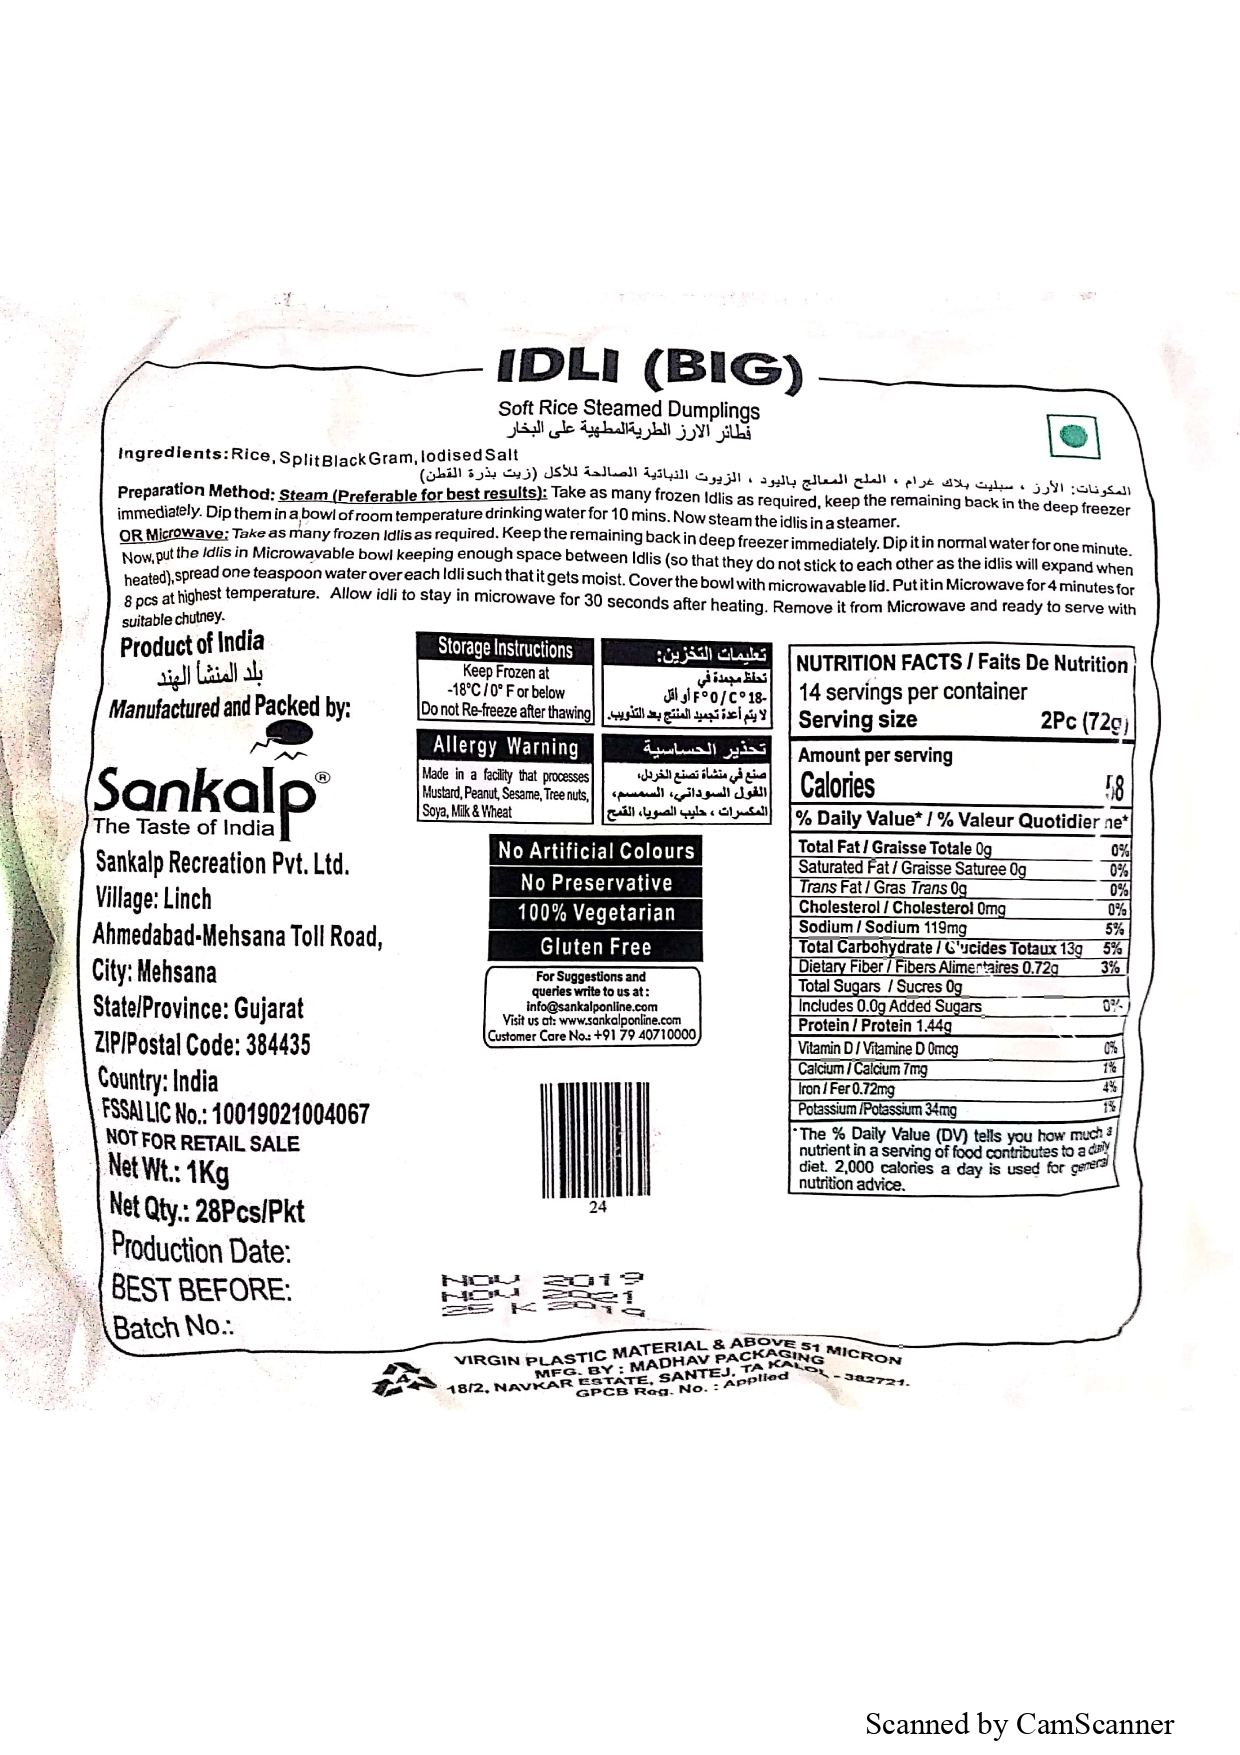 IDLI (BIG)
Soft Rice Steamed Dumplings
فطائر الارز الطرية المطهية على البخار
Ingredients: Rice, Split Black Gram, Iodised Salt
المكونات: الأرز ، سبليت بلاك غرام ، الملح المعالج باليود ، الزيوت النباتية الصالحة للأكل (زيت بذرة القطن)
Preparation Method: Steam (Preferable for best results): Take as many frozen Idlis as required, keep the remaining back in the deep freezer
immediately. Dip them in a bowl of room temperature drinking water for 10 mins. Now steam the idlis in a steamer.
OR Microwave: Take as many frozen Idlis as required. Keep the remaining back in deep freezer immediately. Dip it in normal water for one minute.
Now, put the Idlis in Microwavable bowl keeping enough space between Idlis (so that they do not stick to each other as the idlis will expand when
heated), spread one teaspoon water over each Idli such that it gets moist. Cover the bowl with microwavable lid. Put it in Microwave for 4 minutes for
8 pcs at highest temperature. Allow idli to stay in microwave for 30 seconds after heating. Remove it from Microwave and ready to serve with
suitable chutney.
Product of India
بلد المنشأ الهند
Manufactured and Packed by:
Sankalp®
The Taste of India
Sankalp Recreation Pvt. Ltd.
Village: Linch
Ahmedabad-Mehsana Toll Road,
City: Mehsana
State/Province: Gujarat
ZIP/Postal Code: 384435
Country: India
FSSAI LIC No.: 10019021004067
NOT FOR RETAIL SALE
Net Wt.: 1Kg
Net Qty.: 28Pcs/Pkt
Production Date:
BEST BEFORE:
Batch No.:
NOV 2019
NOV 2021
25 K 2019
Storage Instructions
Keep Frozen at
-18°C / 0° F or below
Do not Re-freeze after thawing
تعليمات التخزين:
تحفظ مجمدة في
-18°C / 0°F أو أقل
لا يتم أعدة تجميد المنتج بعد التذويب.
Allergy Warning
Made in a facility that processes
Mustard, Peanut, Sesame, Tree nuts,
Soya, Milk & Wheat
تحذير الحساسية
صنع في منشاة تصنع الخردل،
الفول السوداني، السمسم،
المكسرات ، حليب الصويا، القمح
No Artificial Colours
No Preservative
100% Vegetarian
Gluten Free
For Suggestions and
queries write to us at :
info@sankalponline.com
Visit us at: www.sankalponline.com
Customer Care No.: +91 79 40710000
24
NUTRITION FACTS / Faits De Nutrition
14 servings per container
Serving size 2Pc (72g)
Amount per serving
Calories 58
% Daily Value* / % Valeur Quotidienne*
Total Fat / Graisse Totale 0g 0%
Saturated Fat / Graisse Saturee 0g 0%
Trans Fat / Gras Trans 0g 0%
Cholesterol / Cholesterol 0mg 0%
Sodium / Sodium 119mg 5%
Total Carbohydrate / Glucides Totaux 13g 5%
Dietary Fiber / Fibers Alimentaires 0.72g 3%
Total Sugars / Sucres 0g
Includes 0.0g Added Sugars 0%
Protein / Protein 1.44g
Vitamin D / Vitamine D 0mcg 0%
Calcium / Calcium 7mg 1%
Iron / Fer 0.72mg 4%
Potassium /Potassium 34mg 1%
*The % Daily Value (DV) tells you how much a
nutrient in a serving of food contributes to a daily
diet. 2,000 calories a day is used for general
nutrition advice.
4
VIRGIN PLASTIC MATERIAL & ABOVE 51 MICRON
MFG. BY : MADHAV PACKAGING
18/2, NAVKAR ESTATE, SANTEJ, TA KALOL - 382721.
GPCB Reg. No. : Applied
Scanned by CamScanner